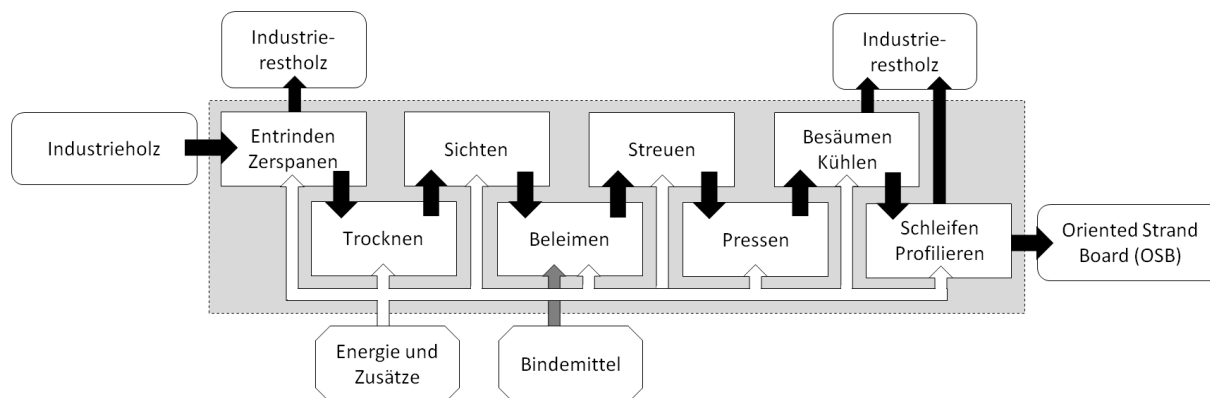 Industrie-
restholz
Industrie-
restholz
Industrieholz
Entrinden
Zerspanen
Sichten
Streuen
Besäumen
Kühlen
Trocknen
Beleimen
Pressen
Schleifen
Profilieren
Oriented Strand
Board (OSB)
Energie und
Zusätze
Bindemittel